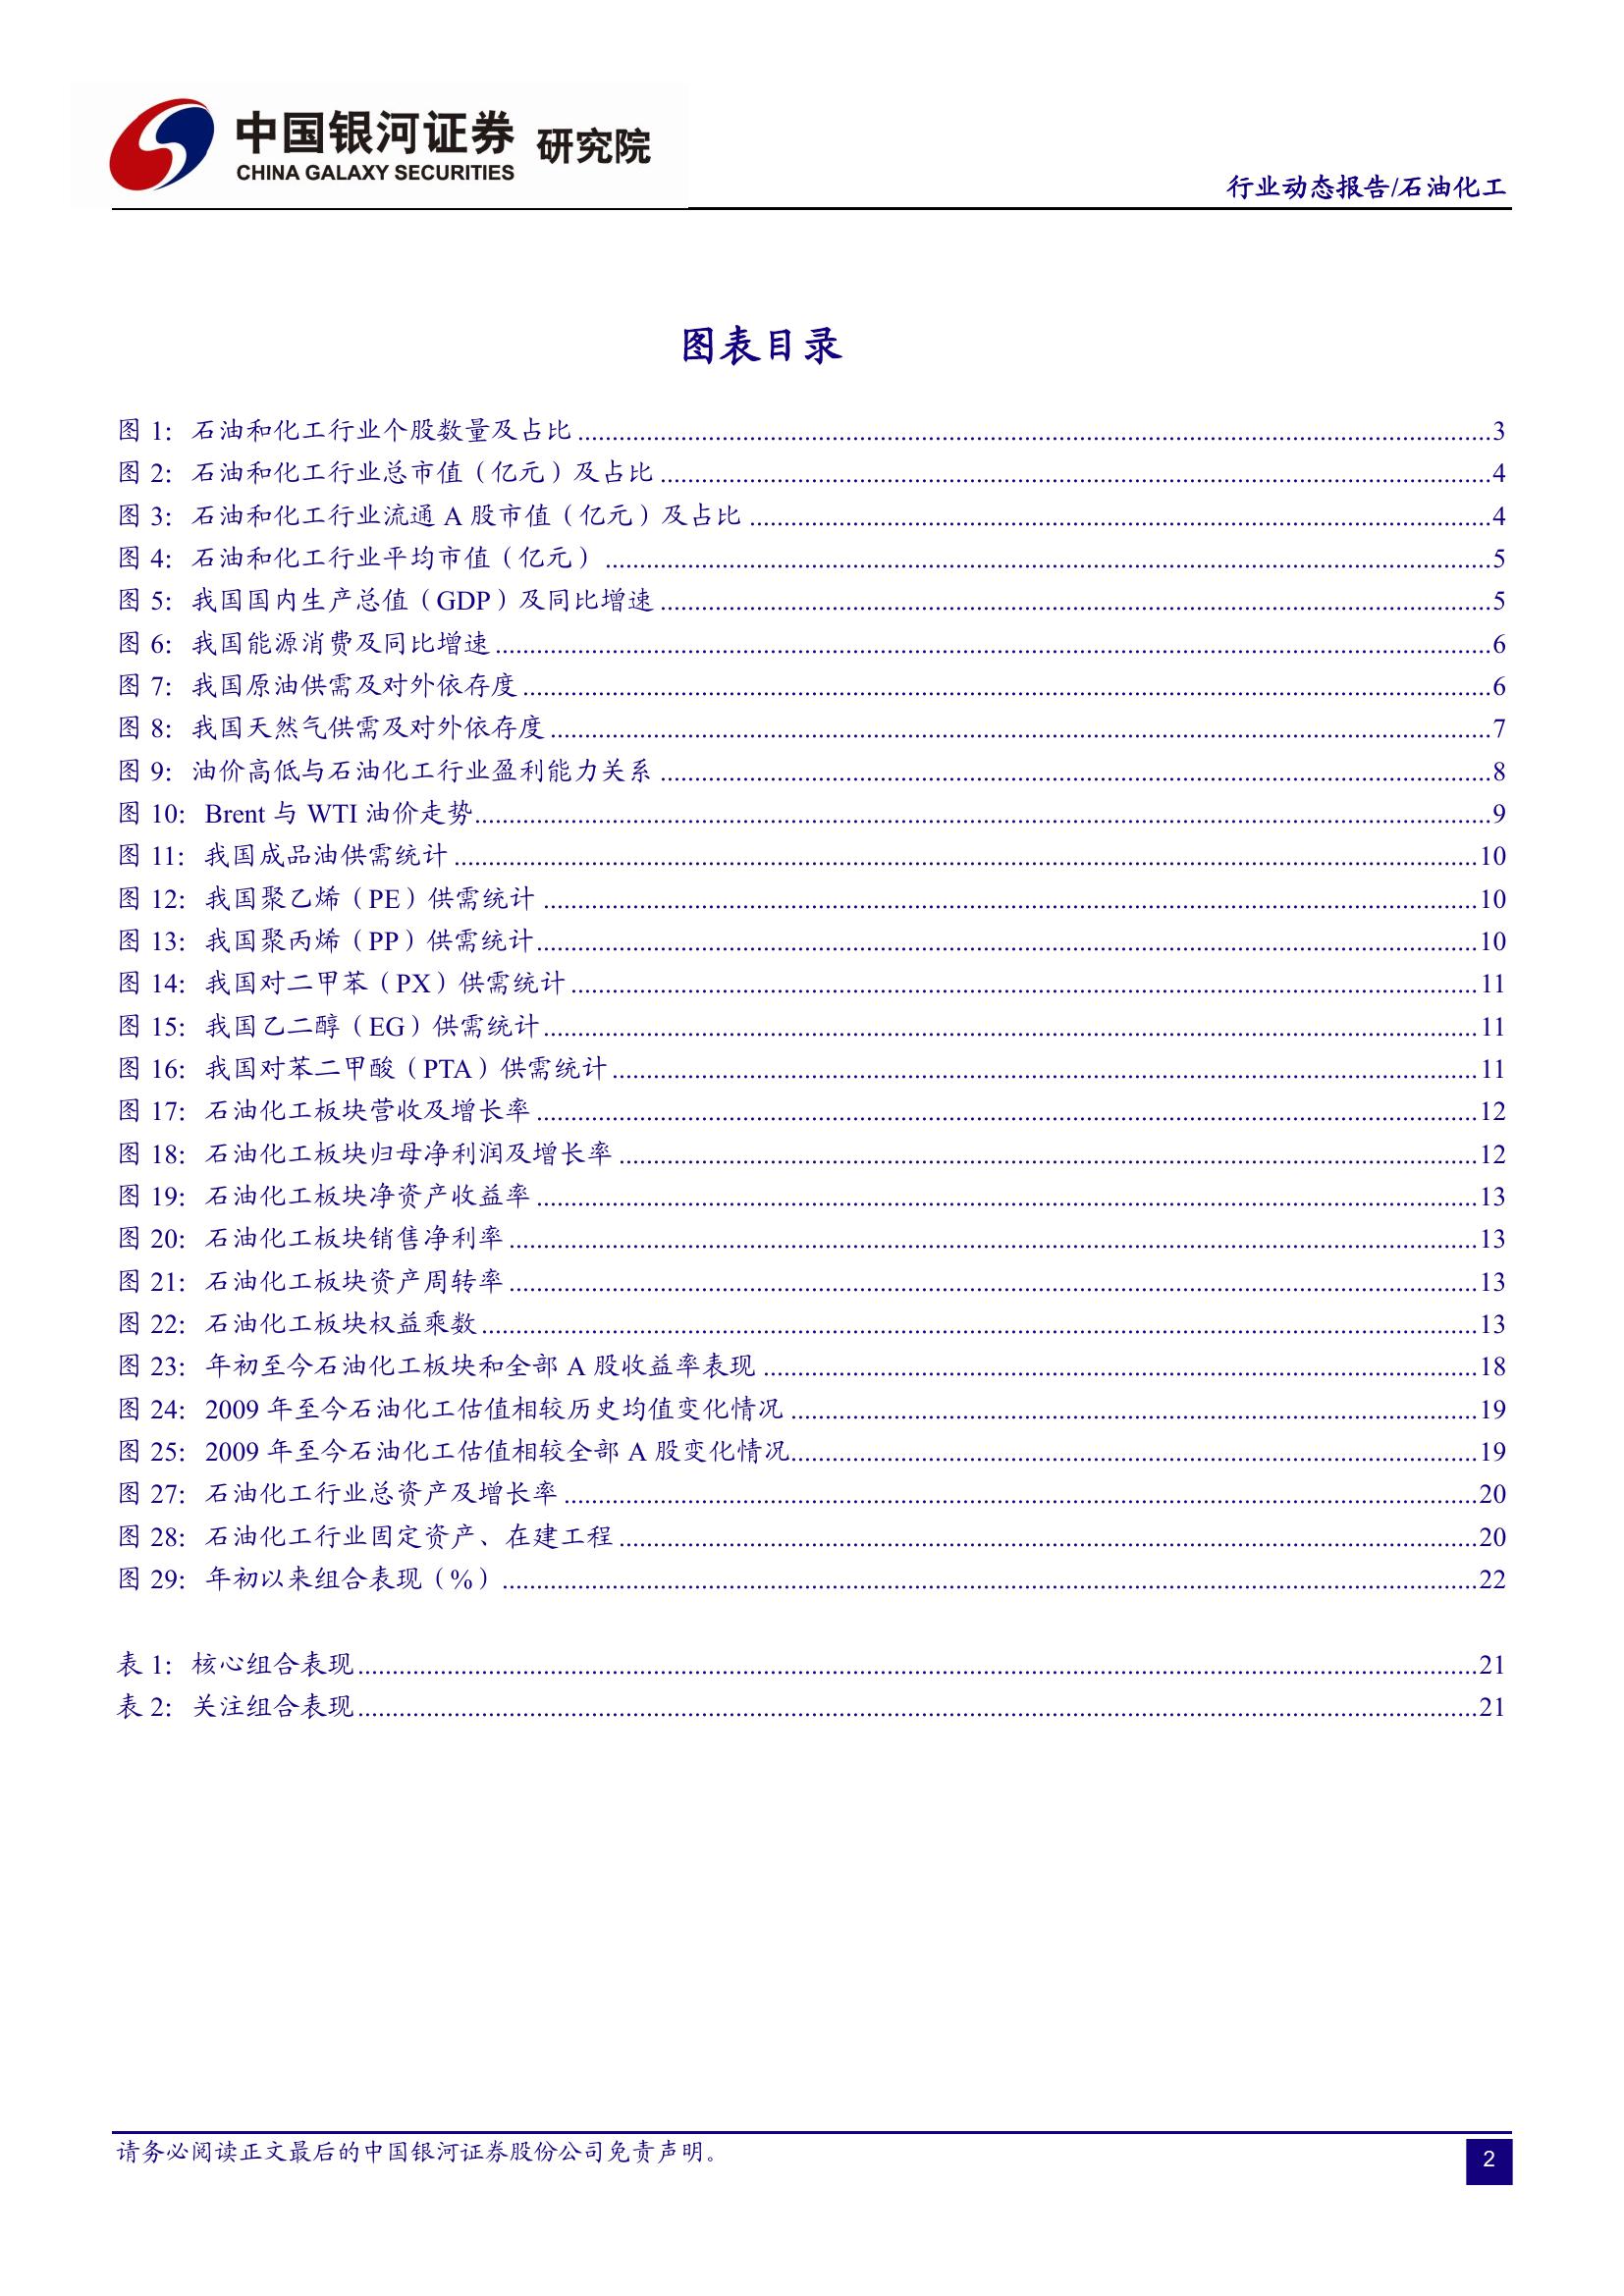 中国银河证券 研究院
CHINA GALAXY SECURITIES
行业动态报告/石油化工
图表目录
图 1：石油和化工行业个股数量及占比 3
图 2：石油和化工行业总市值（亿元）及占比 4
图 3：石油和化工行业流通 A 股市值（亿元）及占比 4
图 4：石油和化工行业平均市值（亿元） 5
图 5：我国国内生产总值（GDP）及同比增速 5
图 6：我国能源消费及同比增速 6
图 7：我国原油供需及对外依存度 6
图 8：我国天然气供需及对外依存度 7
图 9：油价高低与石油化工行业盈利能力关系 8
图 10：Brent 与 WTI 油价走势 9
图 11：我国成品油供需统计 10
图 12：我国聚乙烯（PE）供需统计 10
图 13：我国聚丙烯（PP）供需统计 10
图 14：我国对二甲苯（PX）供需统计 11
图 15：我国乙二醇（EG）供需统计 11
图 16：我国对苯二甲酸（PTA）供需统计 11
图 17：石油化工板块营收及增长率 12
图 18：石油化工板块归母净利润及增长率 12
图 19：石油化工板块净资产收益率 13
图 20：石油化工板块销售净利率 13
图 21：石油化工板块资产周转率 13
图 22：石油化工板块权益乘数 13
图 23：年初至今石油化工板块和全部 A 股收益率表现 18
图 24：2009 年至今石油化工估值相较历史均值变化情况 19
图 25：2009 年至今石油化工估值相较全部 A 股变化情况 19
图 27：石油化工行业总资产及增长率 20
图 28：石油化工行业固定资产、在建工程 20
图 29：年初以来组合表现（%） 22
表 1：核心组合表现 21
表 2：关注组合表现 21
请务必阅读正文最后的中国银河证券股份公司免责声明。
2